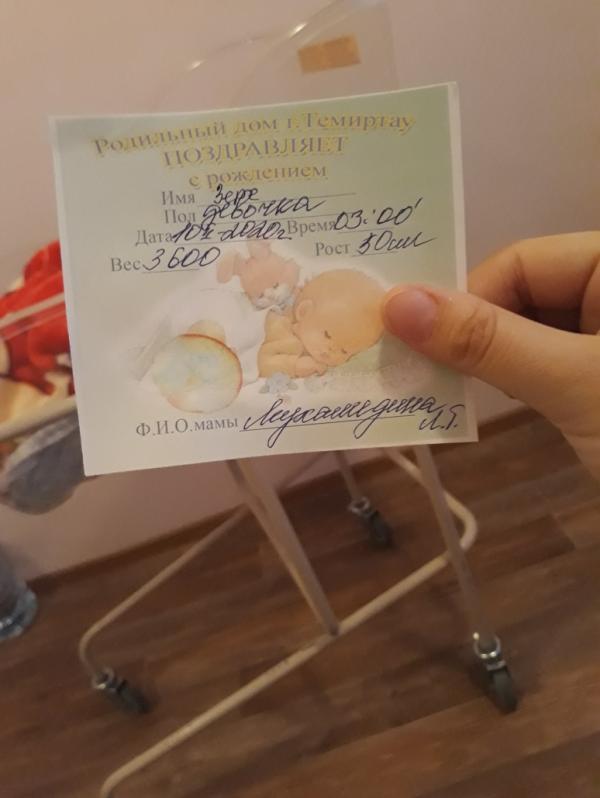 Родильный дом г.Темиртау
ПОЗДРАВЛЯЕТ
с рождением
Имя Зере
Пол девочка
Дата 2020г Время 03:00
Вес 3600 Рост 50см
Ф.И.О.мамы Мухамедина